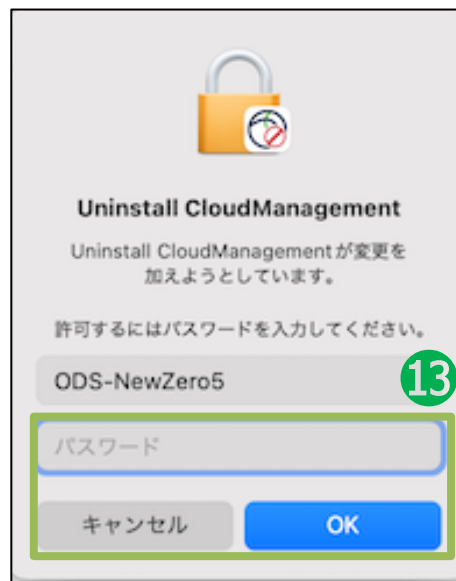 Uninstall CloudManagement
Uninstall CloudManagementが変更を
加えようとしています。
許可するにはパスワードを入力してください。
ODS-NewZero5
13
パスワード
キャンセル
OK